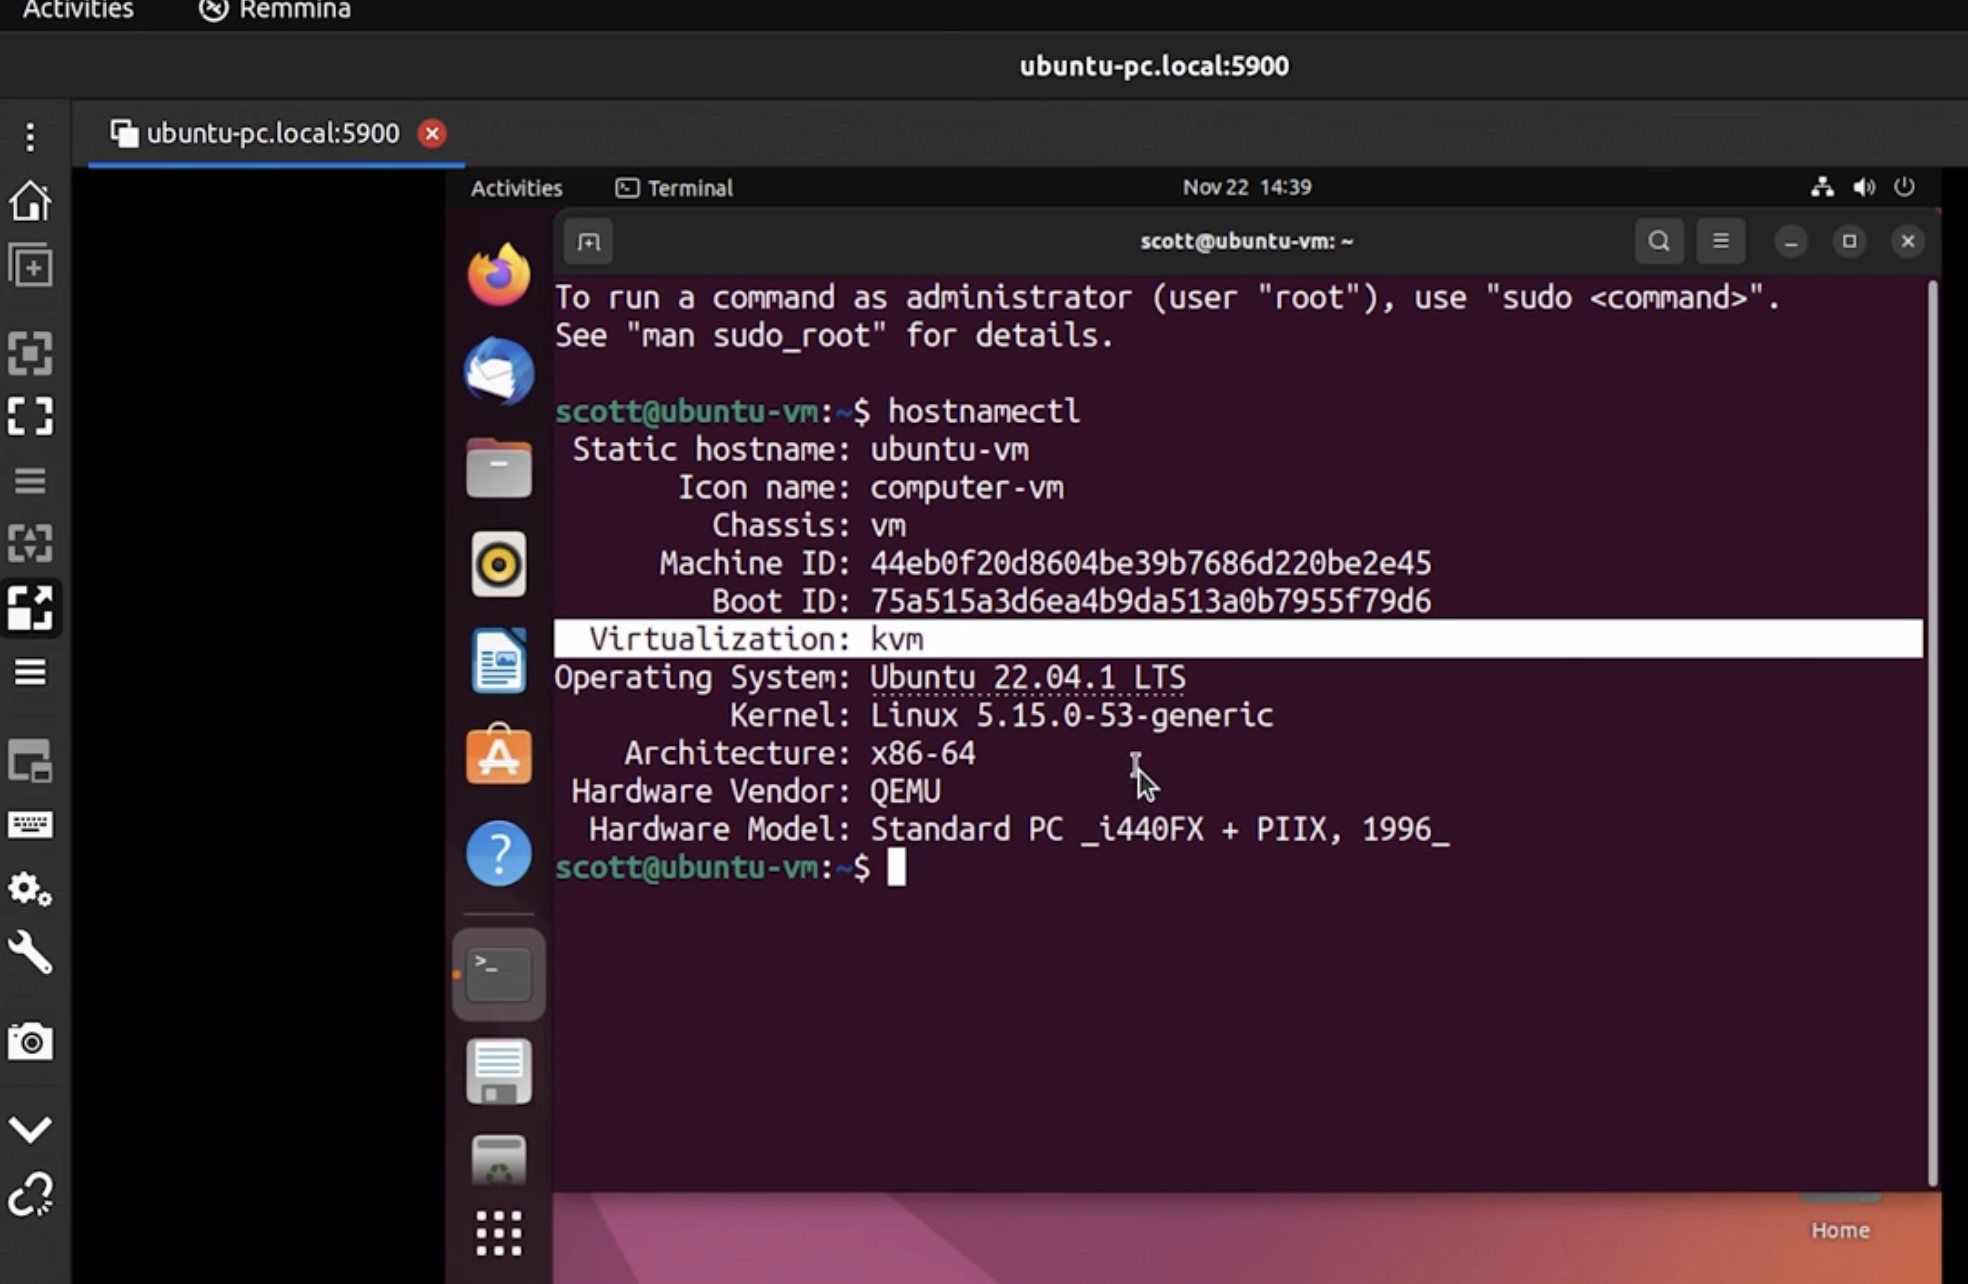 Activities Remmina
ubuntu-pc.local:5900
ubuntu-pc.local:5900
Activities Terminal Nov 22 14:39
scott@ubuntu-vm: ~
To run a command as administrator (user "root"), use "sudo <command>".
See "man sudo_root" for details.
scott@ubuntu-vm:~$ hostnamectl
Static hostname: ubuntu-vm
Icon name: computer-vm
Chassis: vm
Machine ID: 44eb0f20d8604be39b7686d220be2e45
Boot ID: 75a515a3d6ea4b9da513a0b7955f79d6
Virtualization: kvm
Operating System: Ubuntu 22.04.1 LTS
Kernel: Linux 5.15.0-53-generic
Architecture: x86-64
Hardware Vendor: QEMU
Hardware Model: Standard PC _i440FX + PIIX, 1996_
scott@ubuntu-vm:~$
Home